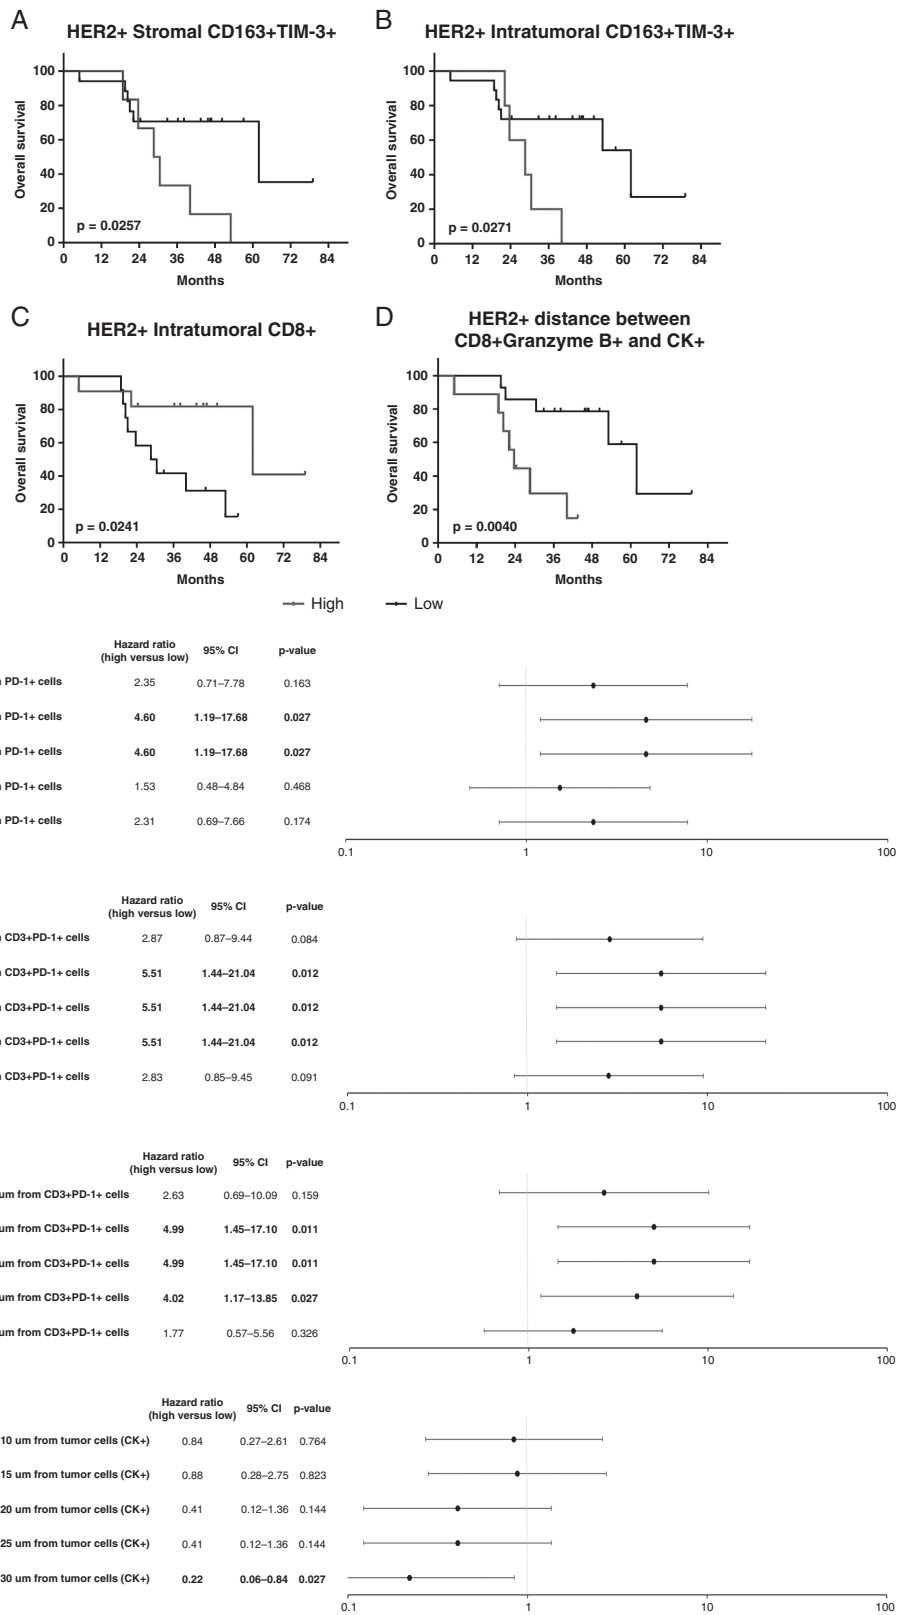 A
HER2+ Stromal CD163+TIM-3+
Overall survival
100
80
60
40
20
0
p = 0.0257
0 12 24 36 48 60 72 84
Months
B
HER2+ Intratumoral CD163+TIM-3+
Overall survival
100
80
60
40
20
0
p = 0.0271
0 12 24 36 48 60 72 84
Months
C
HER2+ Intratumoral CD8+
Overall survival
100
80
60
40
20
0
p = 0.0241
0 12 24 36 48 60 72 84
Months
D
HER2+ distance between
CD8+Granzyme B+ and CK+
Overall survival
100
80
60
40
20
0
p = 0.0040
0 12 24 36 48 60 72 84
Months
High Low
Hazard ratio
(high versus low) 95% CI p-value
PD-1+ cells 2.35 0.71–7.78 0.163
PD-1+ cells 4.60 1.19–17.68 0.027
PD-1+ cells 4.60 1.19–17.68 0.027
PD-1+ cells 1.53 0.48–4.84 0.468
PD-1+ cells 2.31 0.69–7.66 0.174
0.1 1 10 100
Hazard ratio
(high versus low) 95% CI p-value
CD3+PD-1+ cells 2.87 0.87–9.44 0.084
CD3+PD-1+ cells 5.51 1.44–21.04 0.012
CD3+PD-1+ cells 5.51 1.44–21.04 0.012
CD3+PD-1+ cells 5.51 1.44–21.04 0.012
CD3+PD-1+ cells 2.83 0.85–9.45 0.091
0.1 1 10 100
Hazard ratio
(high versus low) 95% CI p-value
um from CD3+PD-1+ cells 2.63 0.69–10.09 0.159
um from CD3+PD-1+ cells 4.99 1.45–17.10 0.011
um from CD3+PD-1+ cells 4.99 1.45–17.10 0.011
um from CD3+PD-1+ cells 4.02 1.17–13.85 0.027
um from CD3+PD-1+ cells 1.77 0.57–5.56 0.326
0.1 1 10 100
Hazard ratio
(high versus low) 95% CI p-value
10 um from tumor cells (CK+) 0.84 0.27–2.61 0.764
15 um from tumor cells (CK+) 0.88 0.28–2.75 0.823
20 um from tumor cells (CK+) 0.41 0.12–1.36 0.144
25 um from tumor cells (CK+) 0.41 0.12–1.36 0.144
30 um from tumor cells (CK+) 0.22 0.06–0.84 0.027
0.1 1 10 100